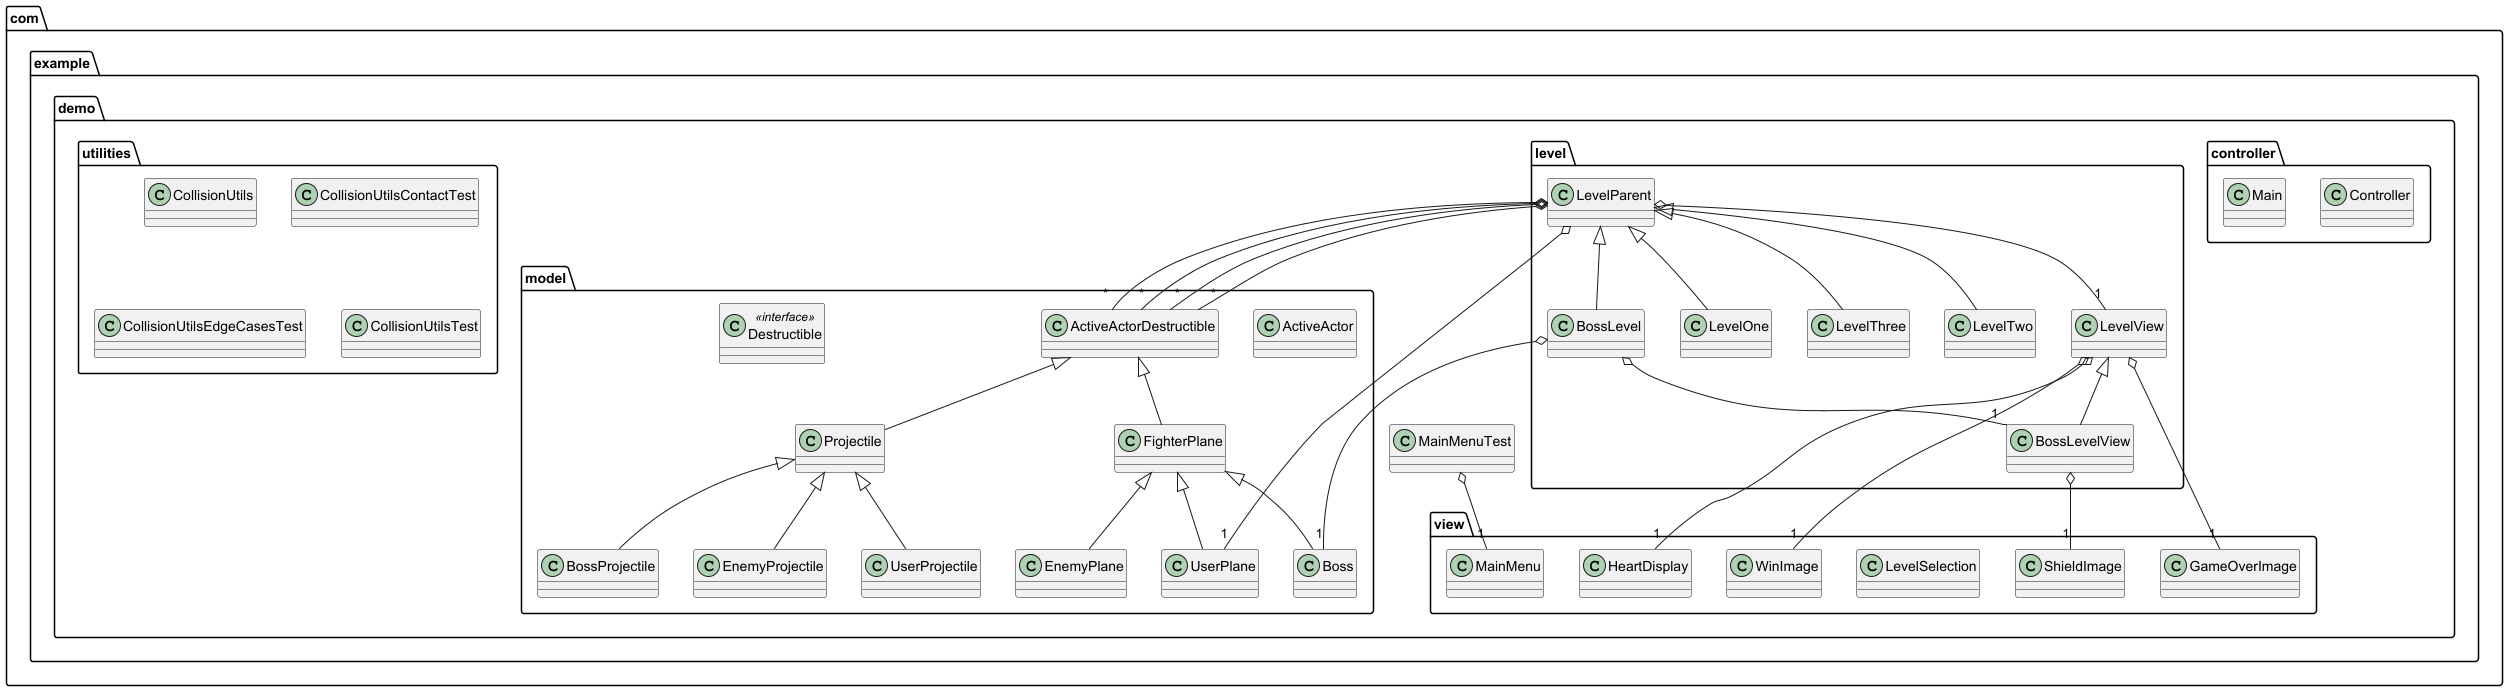 com
example
demo
utilities
C CollisionUtils
C CollisionUtilsContactTest
C CollisionUtilsEdgeCasesTest
C CollisionUtilsTest
level
C LevelParent
C BossLevel
C LevelOne
C LevelThree
C LevelTwo
1
C LevelView
1
C BossLevelView
controller
C Main
C Controller
model
* * * *
C «interface»
Destructible
C ActiveActorDestructible
C ActiveActor
C Projectile
C FighterPlane
C BossProjectile
C EnemyProjectile
C UserProjectile
C EnemyPlane
1
C UserPlane
1
C Boss
C MainMenuTest
view
1
C MainMenu
1
C HeartDisplay
1
C WinImage
C LevelSelection
1
C ShieldImage
1
C GameOverImage